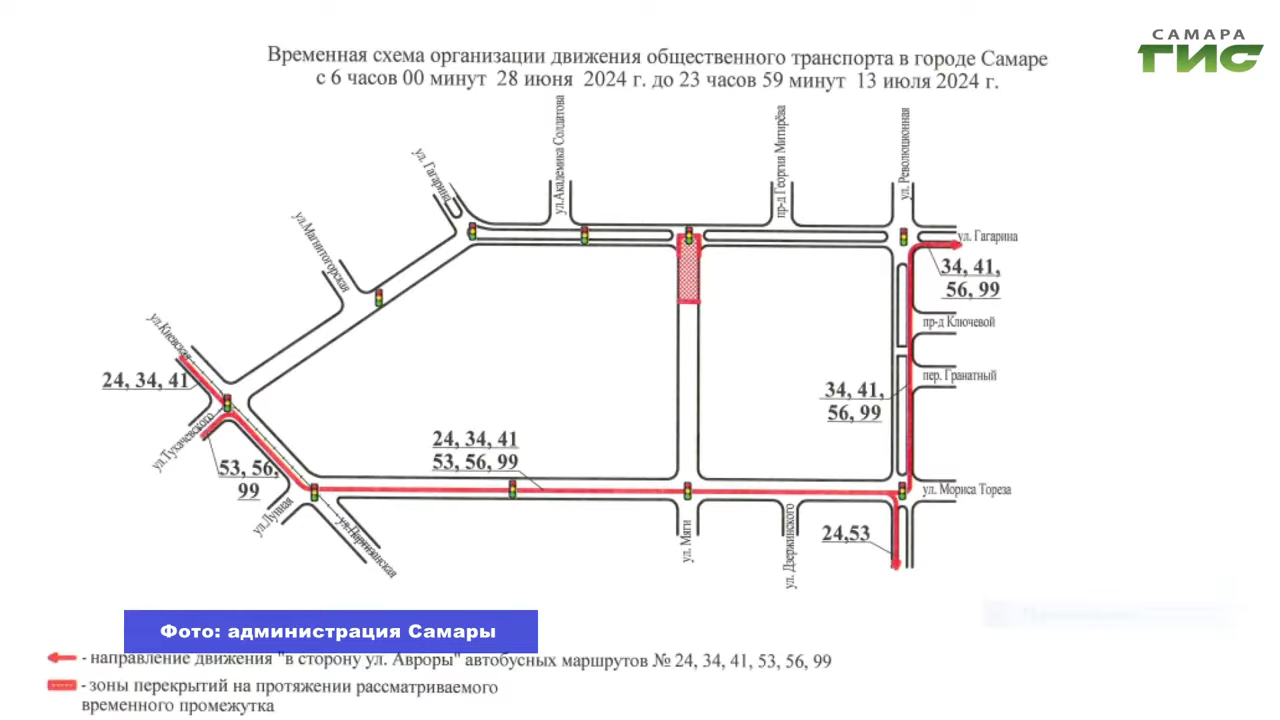 САМАРА
ГИС
Временная схема организации движения общественного транспорта в городе Самаре
с 6 часов 00 минут 28 июня 2024 г. до 23 часов 59 минут 13 июля 2024 г.
ул.Академика Солдатова
пр-д Георгия Митирёва
ул. Революционная
ул. Гагарина
ул.Магнитогорская
ул. Гагарина
34, 41,
56, 99
ул.Киевская
пр-д Ключевой
24, 34, 41
пер. Гранатный
34, 41,
56, 99
ул.Тухачевского
24, 34, 41
53, 56, 99
53, 56,
99
ул. Мориса Тореза
ул.Лунная
ул.Партизанская
ул. Мяги
ул. Дзержинского
24,53
Фото: администрация Самары
- направление движения "в сторону ул. Авроры" автобусных маршрутов № 24, 34, 41, 53, 56, 99
- зоны перекрытий на протяжении рассматриваемого
временного промежутка